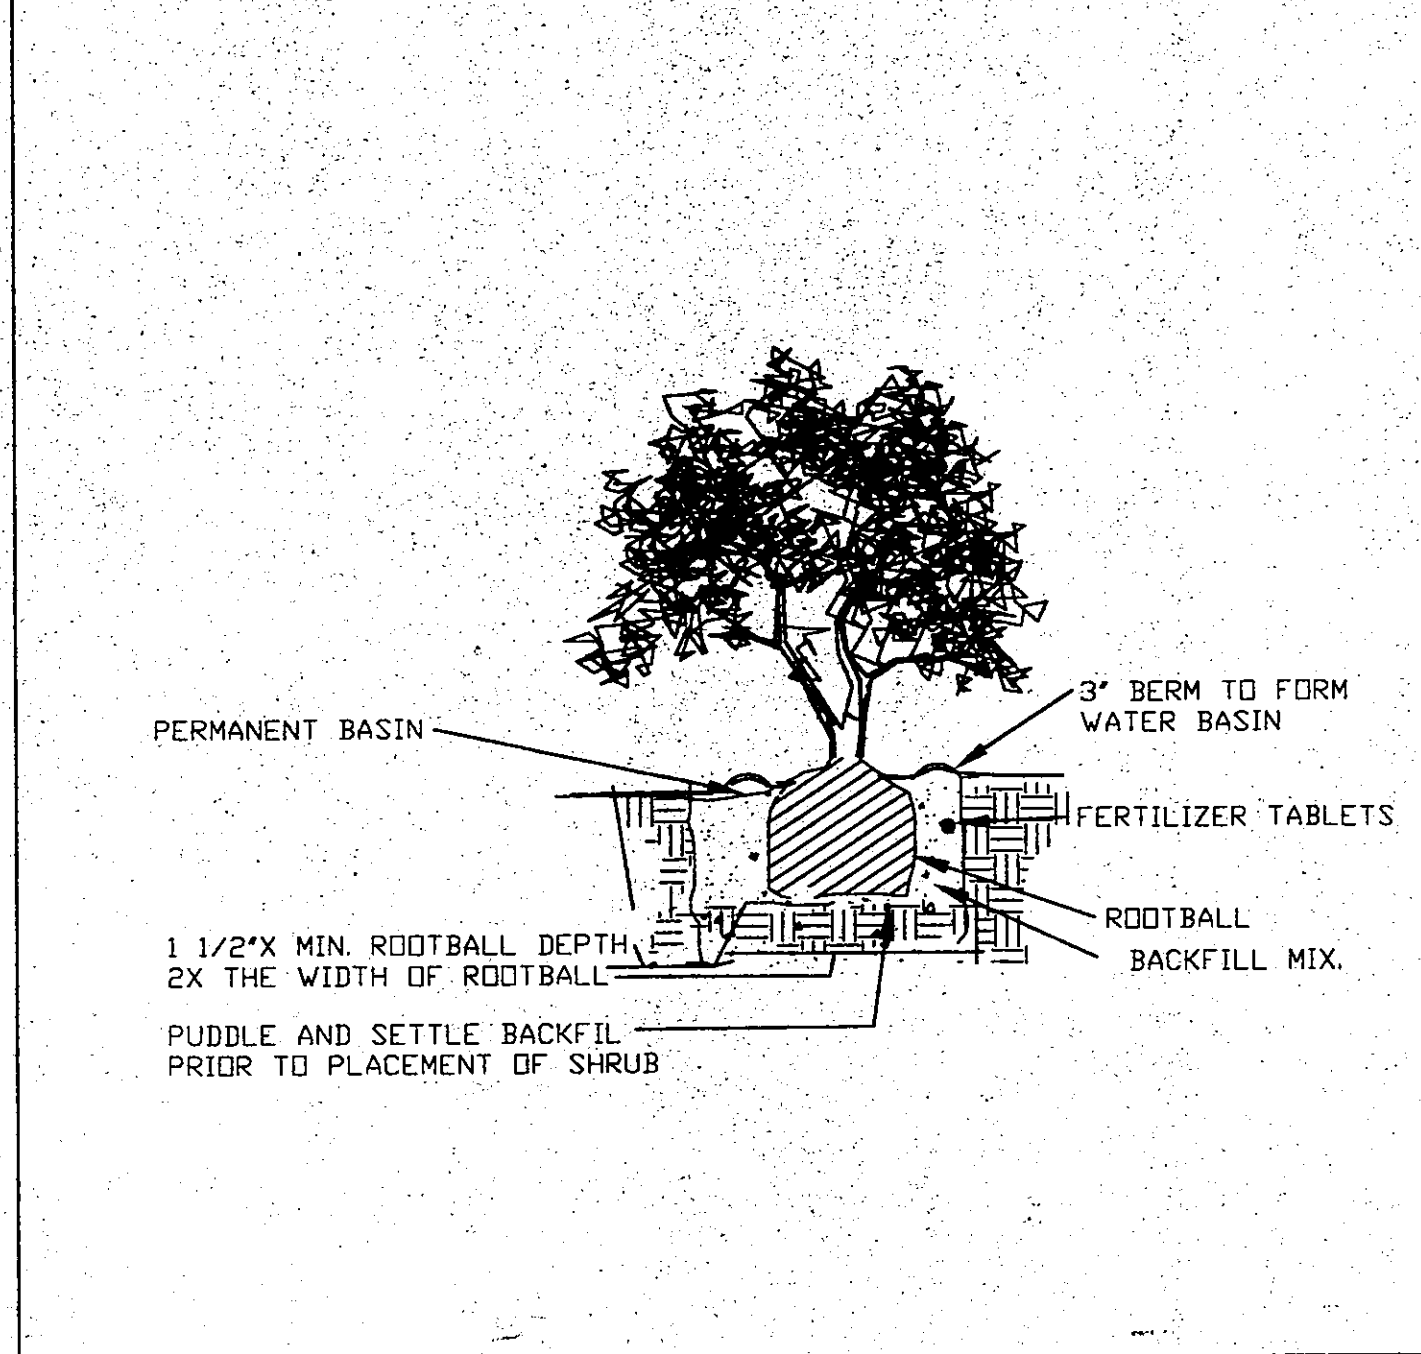 3" BERM TO FORM
WATER BASIN
PERMANENT BASIN
FERTILIZER TABLETS
ROOTBALL
BACKFILL MIX.
1 1/2"X MIN. ROOTBALL DEPTH
2X THE WIDTH OF ROOTBALL
PUDDLE AND SETTLE BACKFIL
PRIOR TO PLACEMENT OF SHRUB